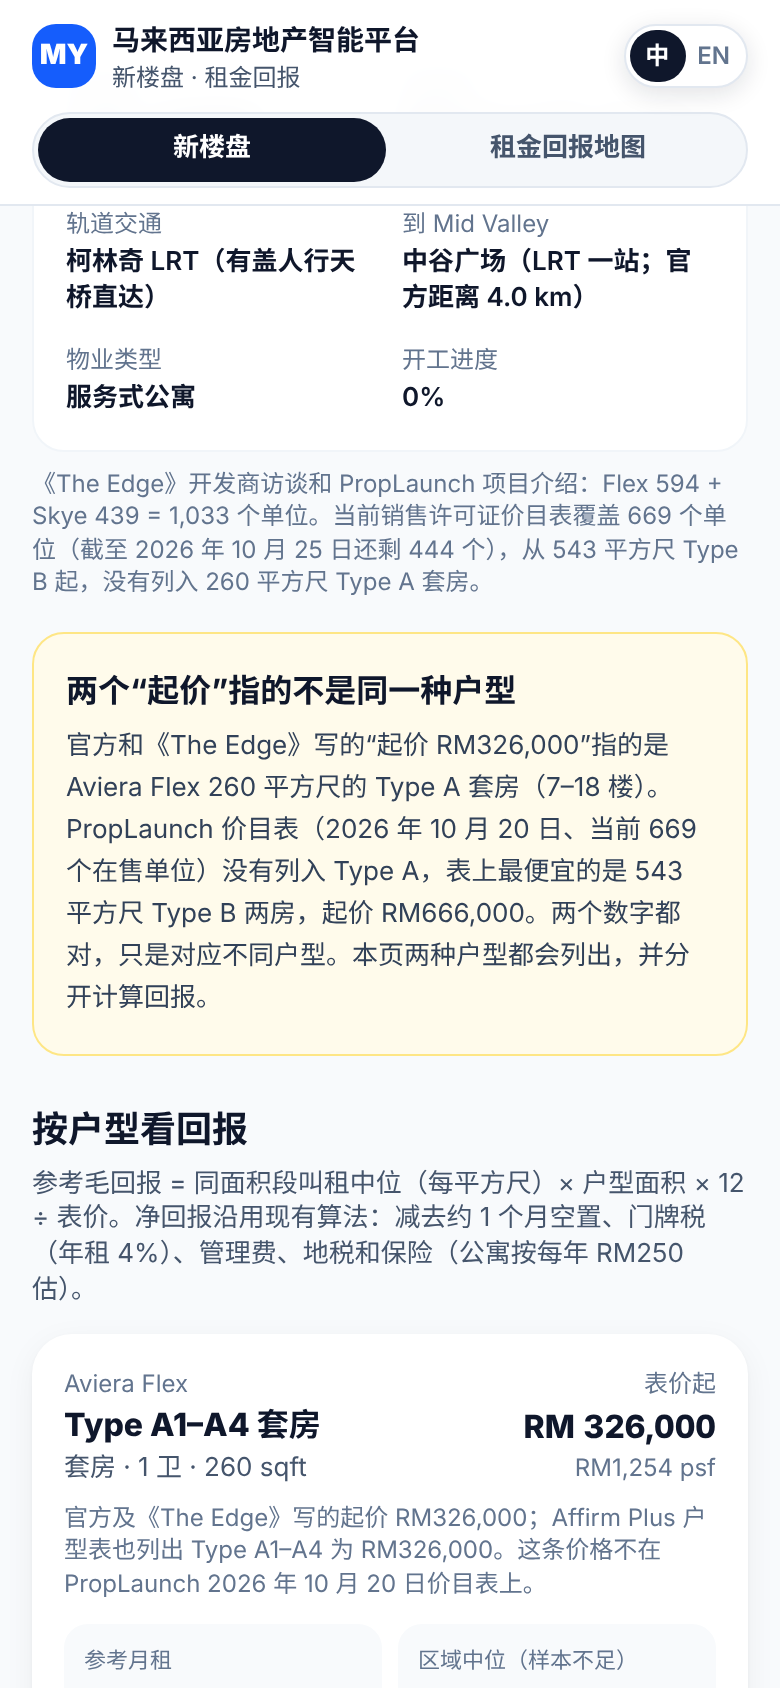 MY
马来西亚房地产智能平台
新楼盘 · 租金回报
中 EN
新楼盘
租金回报地图
轨道交通
柯林奇 LRT（有盖人行天
桥直达）
到 Mid Valley
中谷广场（LRT 一站；官
方距离 4.0 km）
物业类型
服务式公寓
开工进度
0%
《The Edge》开发商访谈和 PropLaunch 项目介绍：Flex 594 +
Skye 439 = 1,033 个单位。当前销售许可证价目表覆盖 669 个单
位（截至 2026 年 10 月 25 日还剩 444 个），从 543 平方尺 Type
B 起，没有列入 260 平方尺 Type A 套房。
两个“起价”指的不是同一种户型
官方和《The Edge》写的“起价 RM326,000”指的是
Aviera Flex 260 平方尺的 Type A 套房（7–18 楼）。
PropLaunch 价目表（2026 年 10 月 20 日、当前 669
个在售单位）没有列入 Type A，表上最便宜的是 543
平方尺 Type B 两房，起价 RM666,000。两个数字都
对，只是对应不同户型。本页两种户型都会列出，并分
开计算回报。
按户型看回报
参考毛回报 = 同面积段叫租中位（每平方尺）× 户型面积 × 12
÷ 表价。净回报沿用现有算法：减去约 1 个月空置、门牌税
（年租 4%）、管理费、地税和保险（公寓按每年 RM250
估）。
Aviera Flex
Type A1–A4 套房
套房 · 1 卫 · 260 sqft
表价起
RM 326,000
RM1,254 psf
官方及《The Edge》写的起价 RM326,000；Affirm Plus 户
型表也列出 Type A1–A4 为 RM326,000。这条价格不在
PropLaunch 2026 年 10 月 20 日价目表上。
参考月租
区域中位（样本不足）